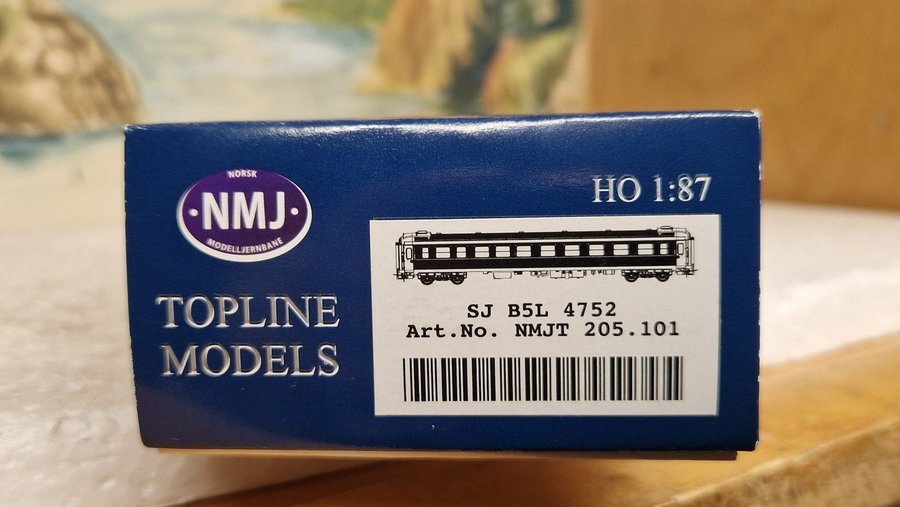 NORSK
NMJ
MODELLJERNBANE
TOPLINE
MODELS
HO 1:87
SJ B5L 4752
Art.No. NMJT 205.101